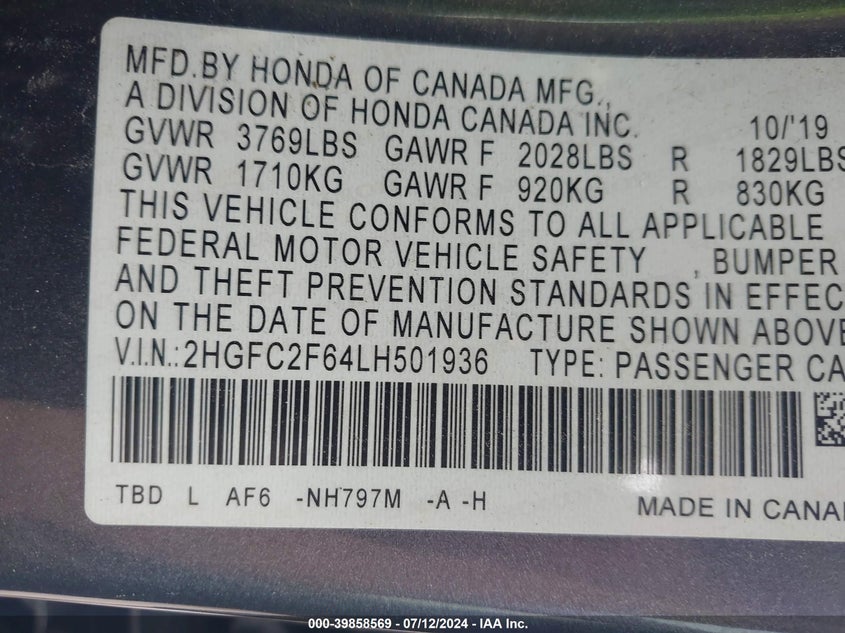 MFD.BY HONDA OF CANADA MFG.,
A DIVISION OF HONDA CANADA INC. 10/'19
GVWR 3769LBS GAWR F 2028LBS R 1829LBS
GVWR 1710KG GAWR F 920KG R 830KG
THIS VEHICLE CONFORMS TO ALL APPLICABLE
FEDERAL MOTOR VEHICLE SAFETY , BUMPER
AND THEFT PREVENTION STANDARDS IN EFFEC
ON THE DATE OF MANUFACTURE SHOWN ABOVE
V.I.N.:2HGFC2F64LH501936 TYPE: PASSENGER CA
TBD L AF6 -NH797M -A -H MADE IN CANA
000-39858569 - 07/12/2024 - IAA Inc.